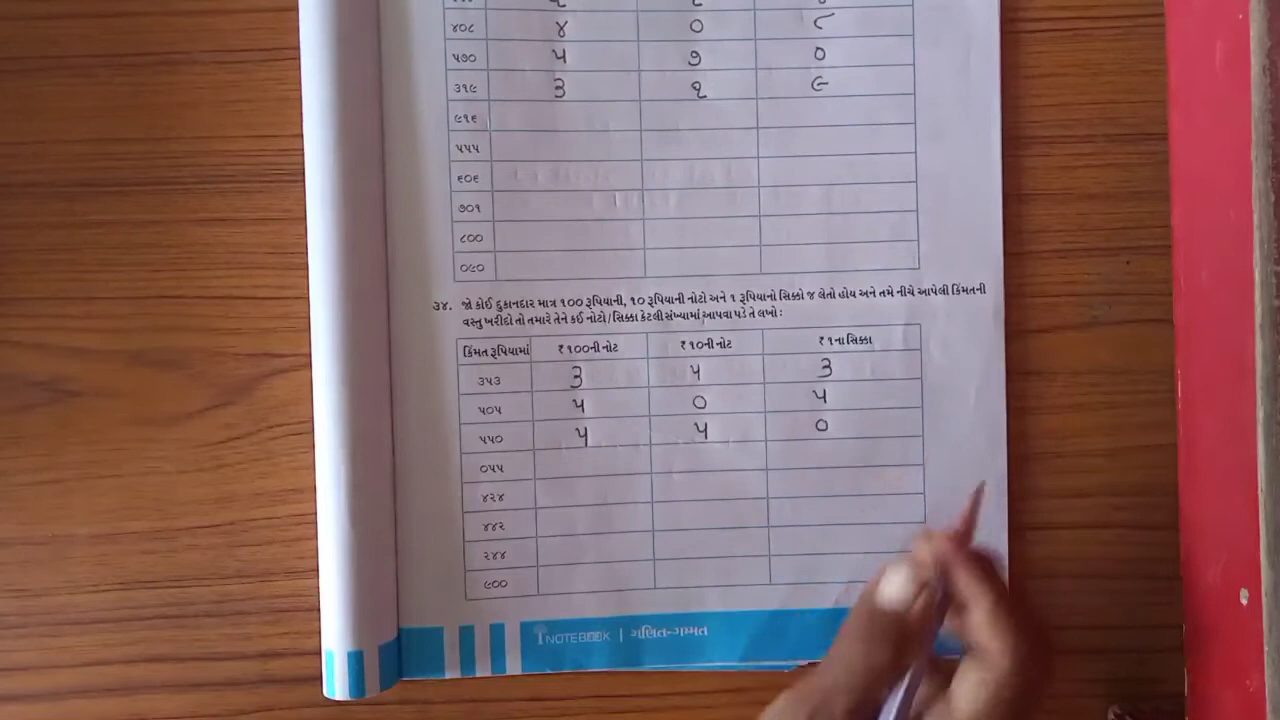 ૪૦૮ ૪ ૦ ૮
૫૭૦ ૫ ૭ ૦
૩૧૯ ૩ ૧ ૯
૯૧૬
૫૫૫
૬૦૬
૭૦૧
૮૦૦
૦૯૦
૩૪. જો કોઈ દુકાનદાર માત્ર ૧૦૦ રૂપિયાની, ૧૦ રૂપિયાની નોટો અને ૧ રૂપિયાનો સિક્કો જ લેતો હોય અને તમે નીચે આપેલી કિંમતની
વસ્તુ ખરીદો તો તમારે તેને કઈ નોટો/સિક્કા કેટલી સંખ્યામાં આપવા પડે તે લખો :
કિંમત રૂપિયામાં ₹ ૧૦૦ની નોટ ₹ ૧૦ની નોટ ₹ ૧ના સિક્કા
૩૫૩ ૩ ૫ ૩
૫૦૫ ૫ ૦ ૫
૫૫૦ ૫ ૫ ૦
૦૫૫
૪૨૪
૪૪૨
૨૪૪
૯૦૦
NOTEBOOK | ગણિત-ગમ્મત